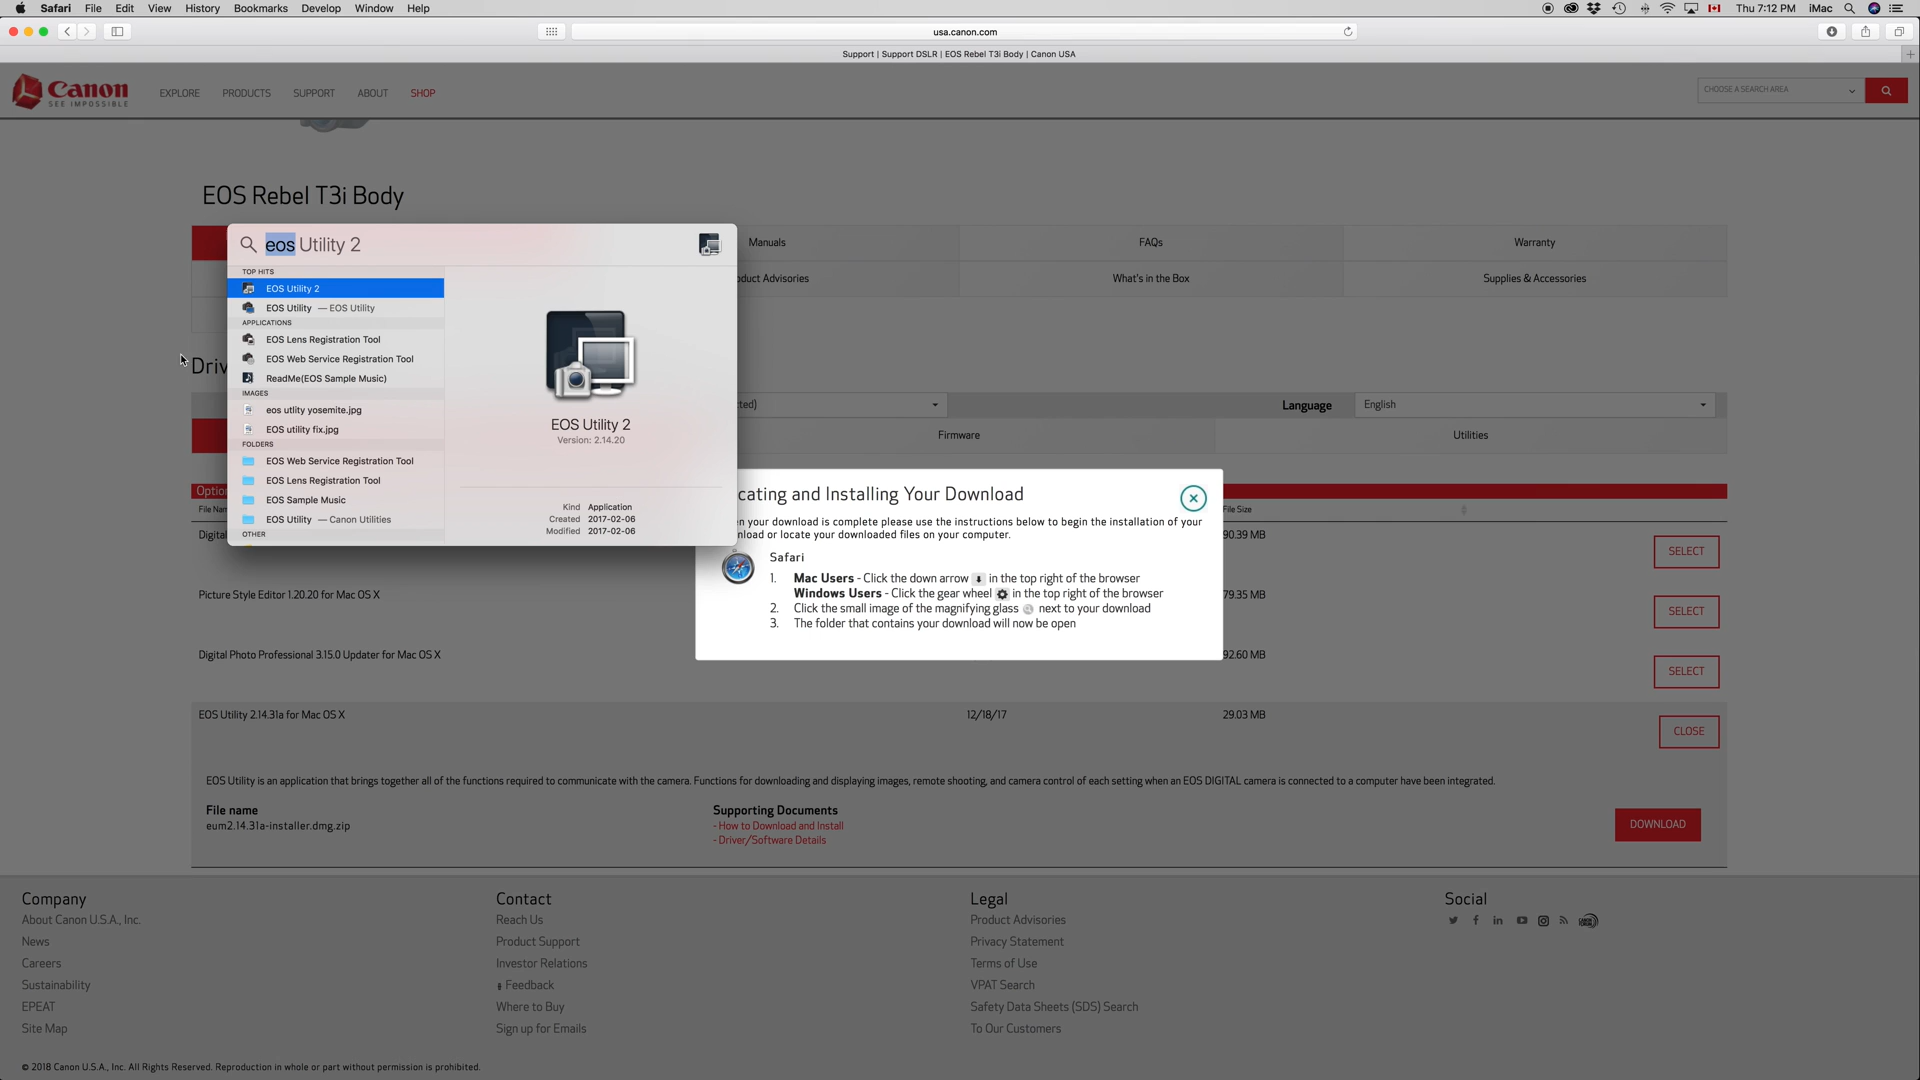 Safari File Edit View History Bookmarks Develop Window Help
Thu 7:12 PM iMac
usa.canon.com
Support | Support DSLR | EOS Rebel T3i Body | Canon USA
Canon
SEE IMPOSSIBLE
EXPLORE PRODUCTS SUPPORT ABOUT SHOP
CHOOSE A SEARCH AREA
EOS Rebel T3i Body
Manuals FAQs Warranty
duct Advisories What's in the Box Supplies & Accessories
eos Utility 2
TOP HITS
EOS Utility 2
EOS Utility — EOS Utility
APPLICATIONS
EOS Lens Registration Tool
EOS Web Service Registration Tool
ReadMe(EOS Sample Music)
IMAGES
eos utlity yosemite.jpg
EOS utility fix.jpg
FOLDERS
EOS Web Service Registration Tool
EOS Lens Registration Tool
EOS Sample Music
EOS Utility — Canon Utilities
OTHER
EOS Utility 2
Version: 2.14.20
Kind Application
Created 2017-02-06
Modified 2017-02-06
Driv
cted) Language English
Firmware Utilities
Option
File Nam File Size
Digital 90.39 MB SELECT
cating and Installing Your Download
en your download is complete please use the instructions below to begin the installation of your
nload or locate your downloaded files on your computer.
Safari
1. Mac Users - Click the down arrow in the top right of the browser
Windows Users - Click the gear wheel in the top right of the browser
2. Click the small image of the magnifying glass next to your download
3. The folder that contains your download will now be open
Picture Style Editor 1.20.20 for Mac OS X 79.35 MB SELECT
Digital Photo Professional 3.15.0 Updater for Mac OS X 92.60 MB SELECT
EOS Utility 2.14.31a for Mac OS X 12/18/17 29.03 MB CLOSE
EOS Utility is an application that brings together all of the functions required to communicate with the camera. Functions for downloading and displaying images, remote shooting, and camera control of each setting when an EOS DIGITAL camera is connected to a computer have been integrated.
File name Supporting Documents
eum2.14.31a-installer.dmg.zip - How to Download and Install DOWNLOAD
- Driver/Software Details
Company Contact Legal Social
About Canon U.S.A., Inc. Reach Us Product Advisories
News Product Support Privacy Statement
Careers Investor Relations Terms of Use
Sustainability Feedback VPAT Search
EPEAT Where to Buy Safety Data Sheets (SDS) Search
Site Map Sign up for Emails To Our Customers
© 2018 Canon U.S.A., Inc. All Rights Reserved. Reproduction in whole or part without permission is prohibited.